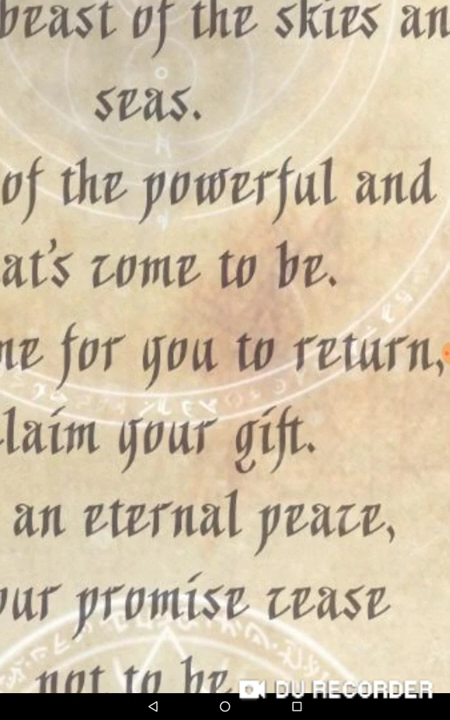 beast of the skies an
seas.
of the powerful and
at's come to be.
ne for you to return,
laim your gift.
an eternal peace,
our promise cease
not to be
DU RECORDER